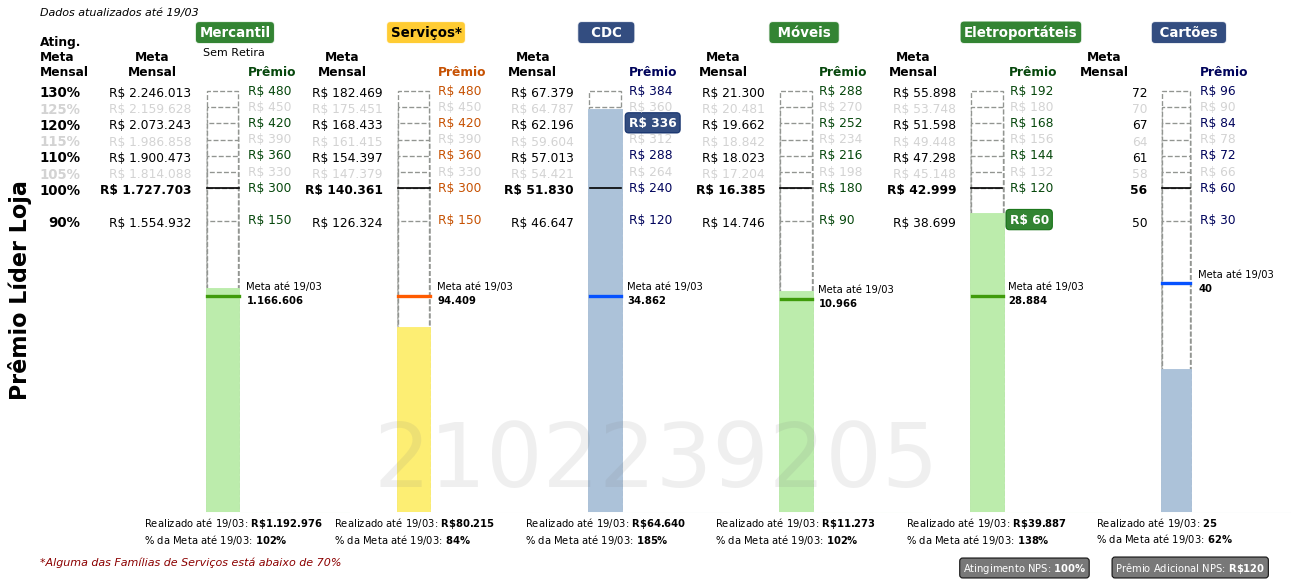 Dados atualizados até 19/03
Prêmio Líder Loja
Ating. Meta Mensal
130%
125%
120%
115%
110%
105%
100%
90%
Mercantil
Sem Retira
Meta Mensal Prêmio
R$ 2.246.013 R$ 480
R$ 2.159.628 R$ 450
R$ 2.073.243 R$ 420
R$ 1.986.858 R$ 390
R$ 1.900.473 R$ 360
R$ 1.814.088 R$ 330
R$ 1.727.703 R$ 300
R$ 1.554.932 R$ 150
Meta até 19/03
1.166.606
Realizado até 19/03: R$1.192.976
% da Meta até 19/03: 102%
Serviços*
Meta Mensal Prêmio
R$ 182.469 R$ 480
R$ 175.451 R$ 450
R$ 168.433 R$ 420
R$ 161.415 R$ 390
R$ 154.397 R$ 360
R$ 147.379 R$ 330
R$ 140.361 R$ 300
R$ 126.324 R$ 150
Meta até 19/03
94.409
Realizado até 19/03: R$80.215
% da Meta até 19/03: 84%
CDC
Meta Mensal Prêmio
R$ 67.379 R$ 384
R$ 64.787 R$ 360
R$ 62.196 R$ 336
R$ 59.604 R$ 312
R$ 57.013 R$ 288
R$ 54.421 R$ 264
R$ 51.830 R$ 240
R$ 46.647 R$ 120
Meta até 19/03
34.862
Realizado até 19/03: R$64.640
% da Meta até 19/03: 185%
Móveis
Meta Mensal Prêmio
R$ 21.300 R$ 288
R$ 20.481 R$ 270
R$ 19.662 R$ 252
R$ 18.842 R$ 234
R$ 18.023 R$ 216
R$ 17.204 R$ 198
R$ 16.385 R$ 180
R$ 14.746 R$ 90
Meta até 19/03
10.966
Realizado até 19/03: R$11.273
% da Meta até 19/03: 102%
Eletroportáteis
Meta Mensal Prêmio
R$ 55.898 R$ 192
R$ 53.748 R$ 180
R$ 51.598 R$ 168
R$ 49.448 R$ 156
R$ 47.298 R$ 144
R$ 45.148 R$ 132
R$ 42.999 R$ 120
R$ 38.699 R$ 60
Meta até 19/03
28.884
Realizado até 19/03: R$39.887
% da Meta até 19/03: 138%
Cartões
Meta Mensal Prêmio
72 R$ 96
70 R$ 90
67 R$ 84
64 R$ 78
61 R$ 72
58 R$ 66
56 R$ 60
50 R$ 30
Meta até 19/03
40
Realizado até 19/03: 25
% da Meta até 19/03: 62%
2102239205
*Alguma das Famílias de Serviços está abaixo de 70%
Atingimento NPS: 100%
Prêmio Adicional NPS: R$120